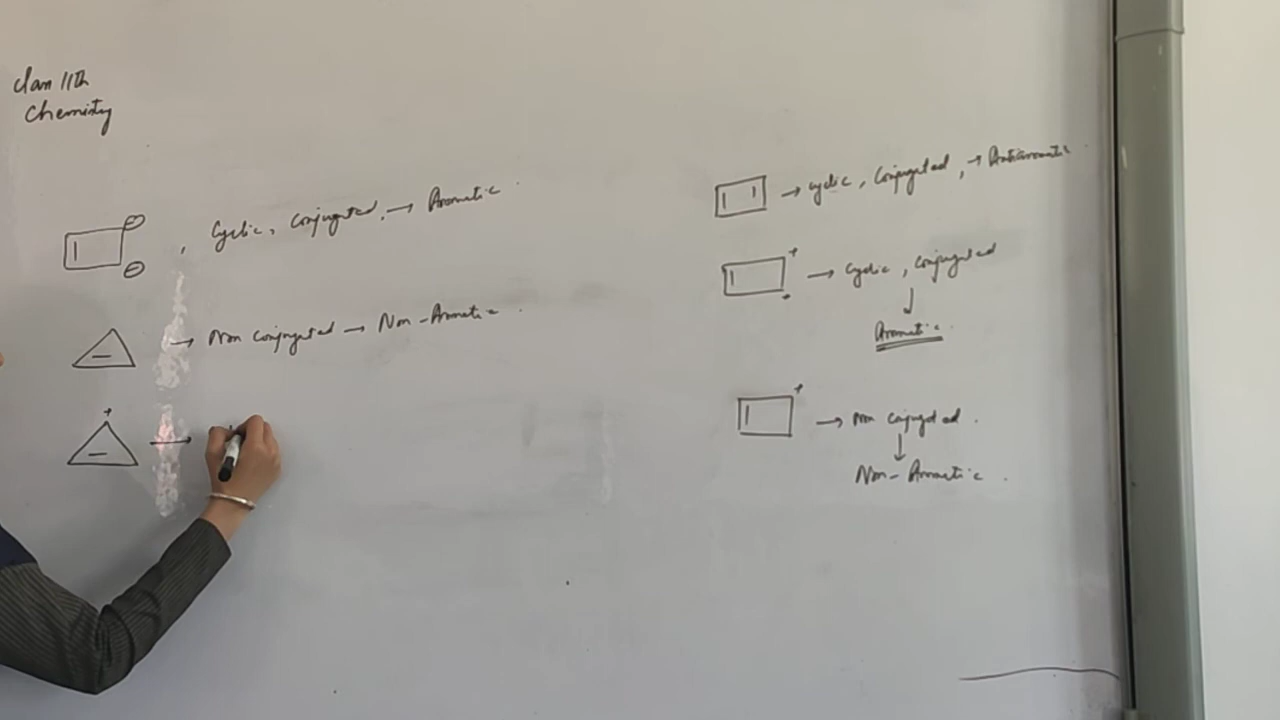 Class 11th
Chemistry
, Cyclic, Conjugated, → Aromatic.
→ Non conjugated → Non-Aromatic.
+
→
→ cyclic, Conjugated, → Antiaromatic.
+
→ cyclic, conjugated
↓
Aromatic.
+
→ Non conjugated.
↓
Non-Aromatic.